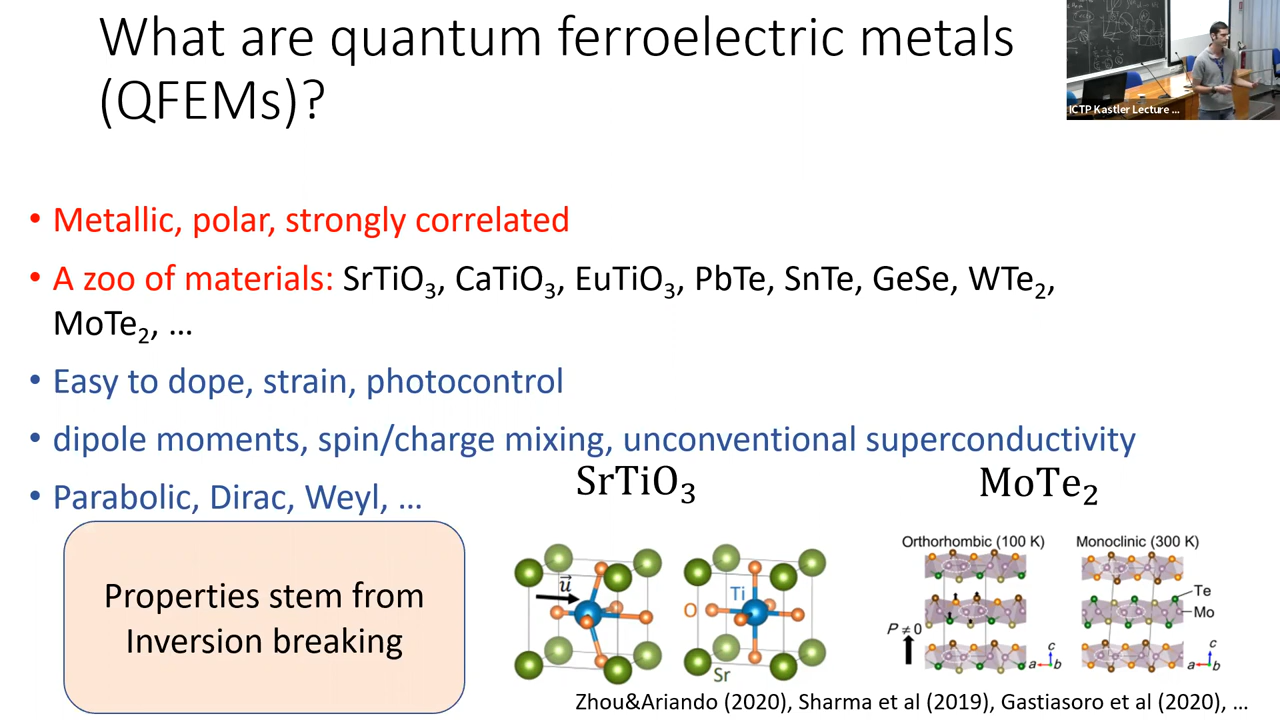 What are quantum ferroelectric metals
(QFEMs)?
ICTP Kastler Lecture ...
• Metallic, polar, strongly correlated
• A zoo of materials: SrTiO₃, CaTiO₃, EuTiO₃, PbTe, SnTe, GeSe, WTe₂,
MoTe₂, ...
• Easy to dope, strain, photocontrol
• dipole moments, spin/charge mixing, unconventional superconductivity
• Parabolic, Dirac, Weyl, ...
Properties stem from
Inversion breaking
SrTiO₃
u⃗
Ti
O
Sr
MoTe₂
Orthorhombic (100 K)
Monoclinic (300 K)
Te
Mo
P ≠ 0
c
a b
c
a b
Zhou&Ariando (2020), Sharma et al (2019), Gastiasoro et al (2020), ...